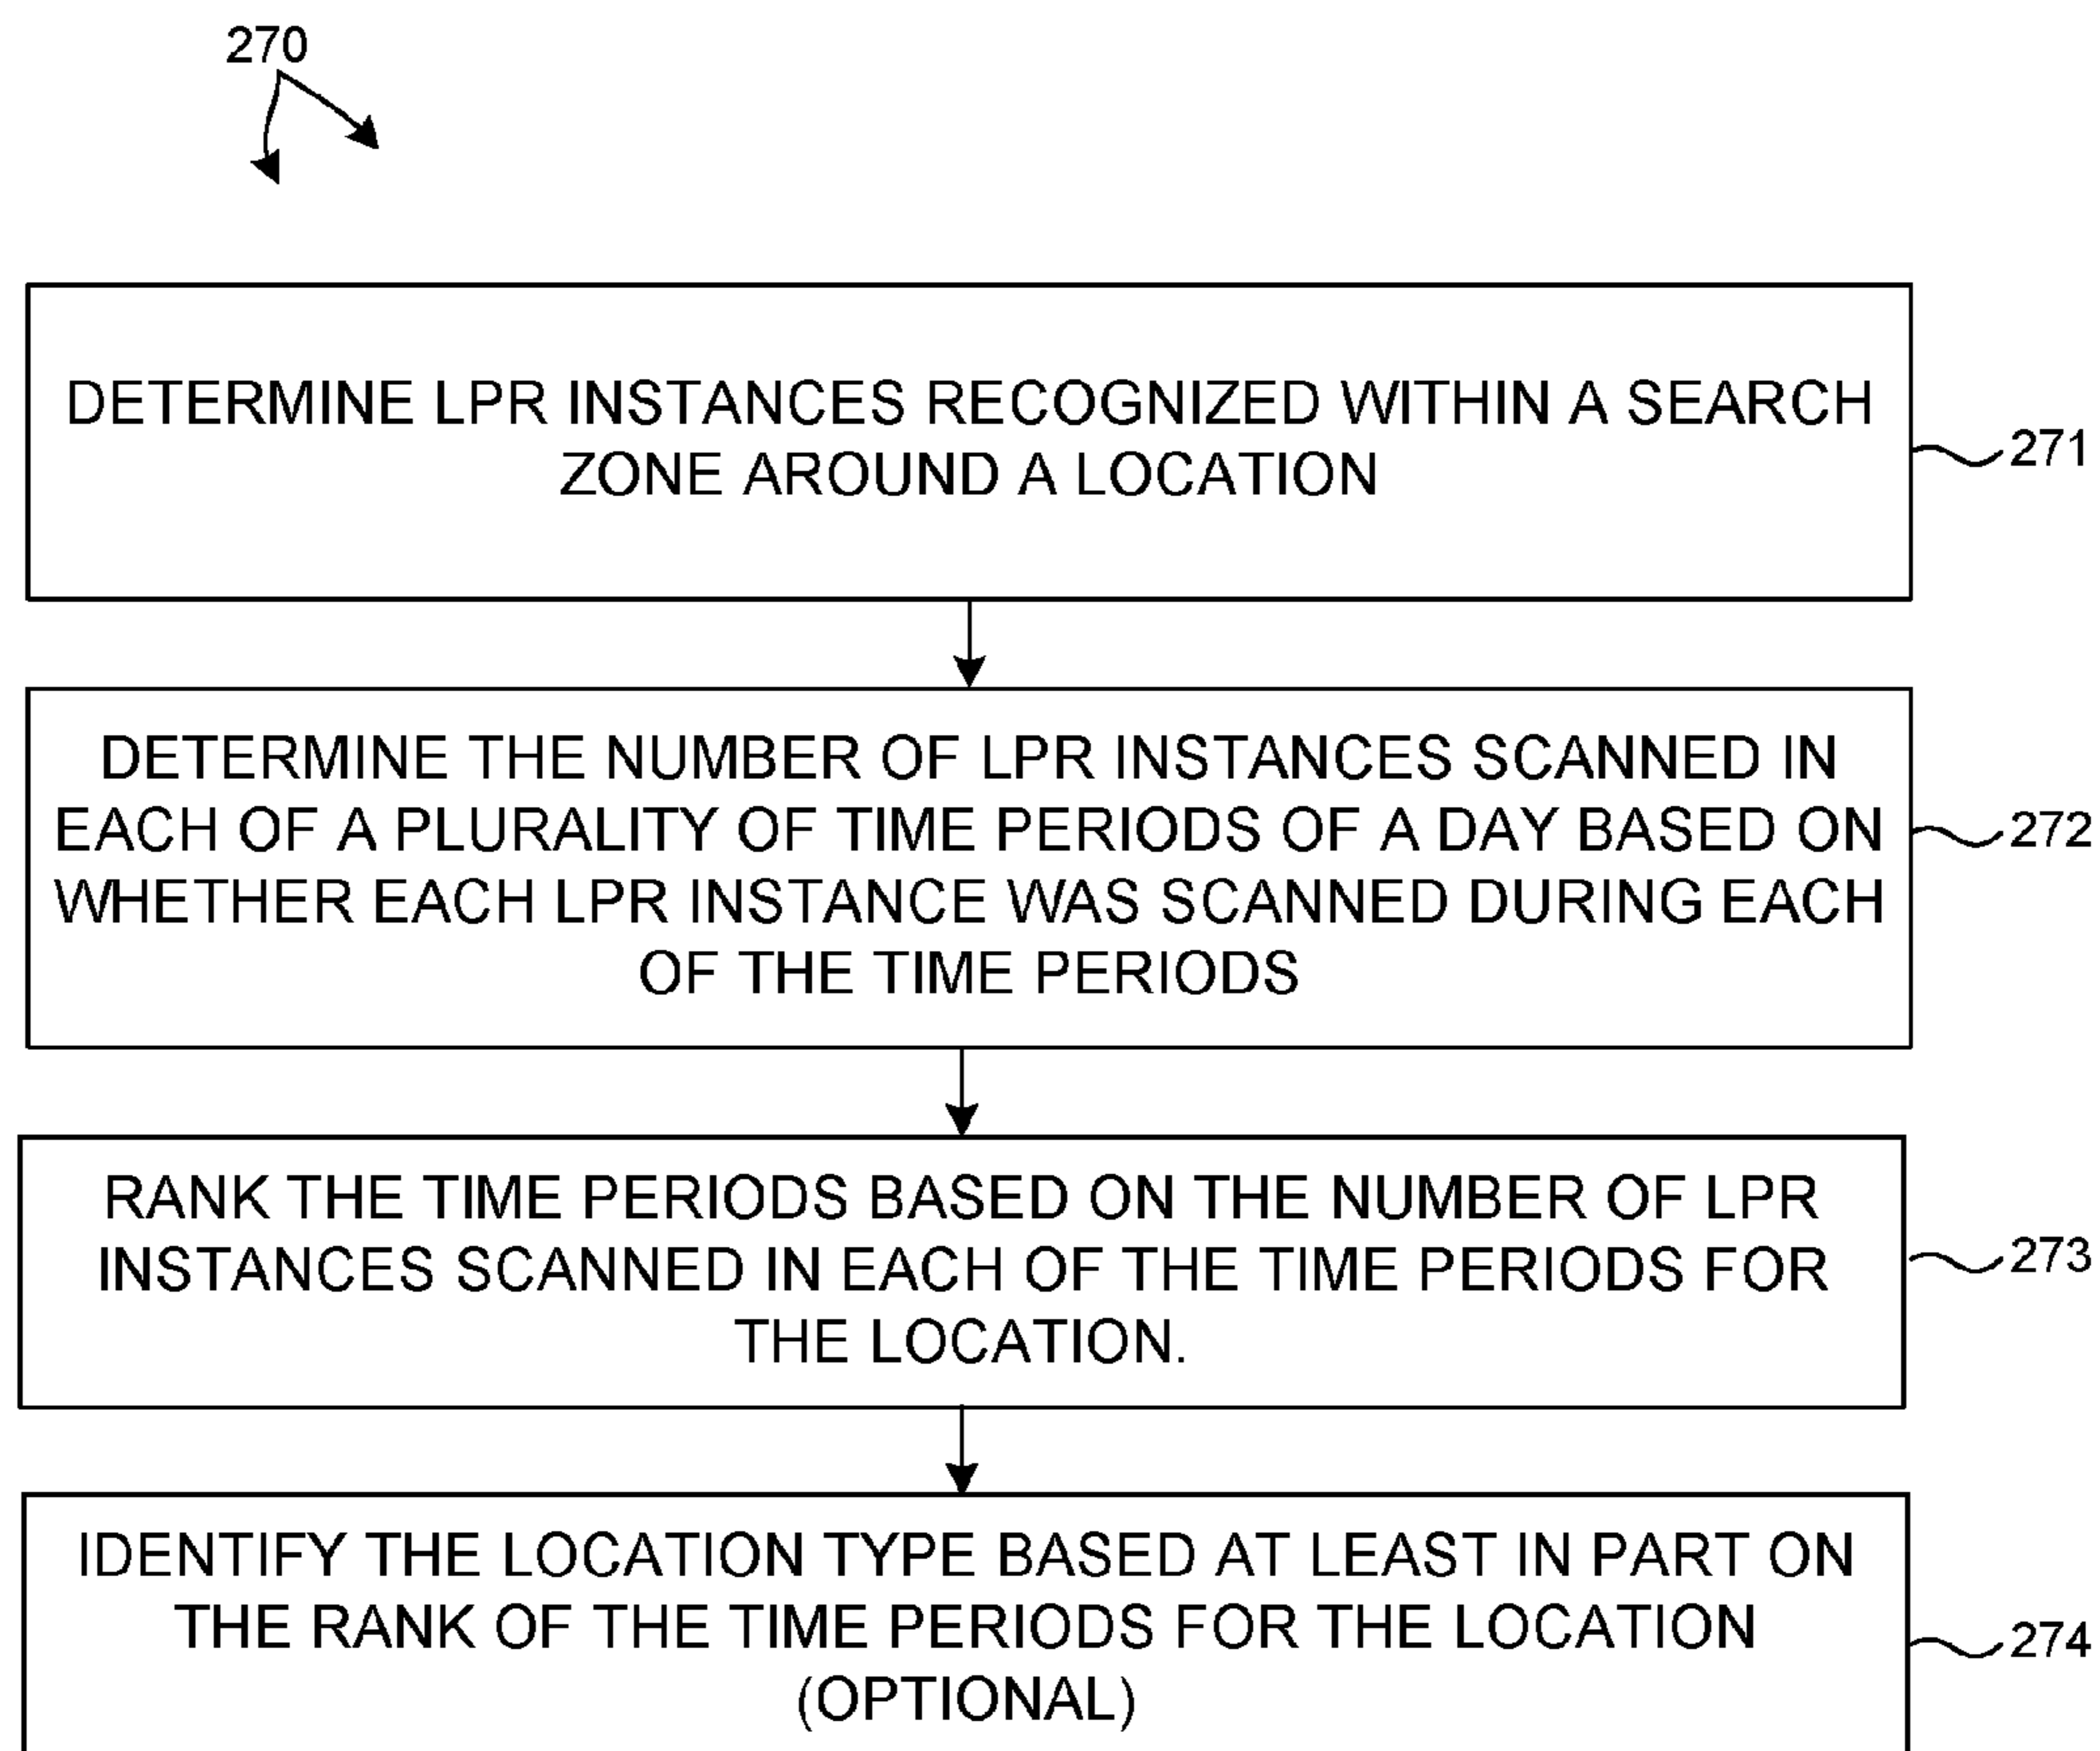 270
DETERMINE LPR INSTANCES RECOGNIZED WITHIN A SEARCH
ZONE AROUND A LOCATION
271
DETERMINE THE NUMBER OF LPR INSTANCES SCANNED IN
EACH OF A PLURALITY OF TIME PERIODS OF A DAY BASED ON
WHETHER EACH LPR INSTANCE WAS SCANNED DURING EACH
OF THE TIME PERIODS
272
RANK THE TIME PERIODS BASED ON THE NUMBER OF LPR
INSTANCES SCANNED IN EACH OF THE TIME PERIODS FOR
THE LOCATION.
273
IDENTIFY THE LOCATION TYPE BASED AT LEAST IN PART ON
THE RANK OF THE TIME PERIODS FOR THE LOCATION
(OPTIONAL)
274